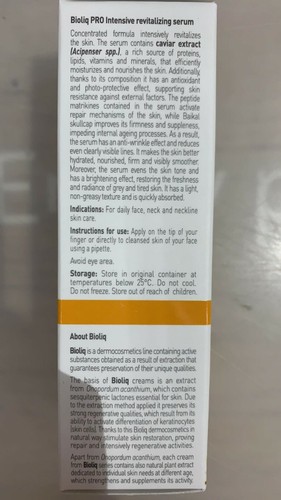 Bioliq PRO Intensive revitalizing serum
Concentrated formula intensively revitalizes
the skin. The serum contains caviar extract
(Acipenser spp.), a rich source of proteins,
lipids, vitamins and minerals, that efficiently
moisturizes and nourishes the skin. Additionally
thanks to its composition it has an antioxidant
and photo-protective effect, supporting skin
resistance against external factors. The peptide
matrikines contained in the serum activate
repair mechanisms of the skin, while Baikal
skullcap improves its firmness and suppleness,
impeding internal ageing processes. As a result,
the serum has an anti-wrinkle effect and reduces
even clearly visible lines. It makes the skin better
hydrated, nourished, firm and visibly smoother.
Moreover, the serum evens the skin tone and
has a brightening effect, restoring the freshness
and radiance of grey and tired skin. It has a light,
non-greasy texture and is quickly absorbed.
Indications: For daily face, neck and neckline
skin care.
Instructions for use: Apply on the tip of your
finger or directly to cleansed skin of your face
using a pipette.
Avoid eye area.
Storage: Store in original container at
temperatures below 25°C. Do not cool.
Do not freeze. Store out of reach of children.
About Bioliq
Bioliq is a dermocosmetics line containing active
substances obtained as a result of extraction that
guarantees preservation of their unique qualities.
The basis of Bioliq creams is an extract
from Onopordum acanthium, which contains
sesquiterpenic lactones essential for skin. Due
to the extraction method applied it preserves its
strong regenerative qualities, which result from its
ability to activate differentiation of keratinocytes
(skin cells). Thanks to this Bioliq dermocosmetics in
natural way stimulate skin restoration, proving
repair and intensively regenerative activities.
Apart from Onopordum acanthium, each cream
from Bioliq series contains also natural plant extract
dedicated to individual skin needs at different age,
which strengthens and supplements its activity.